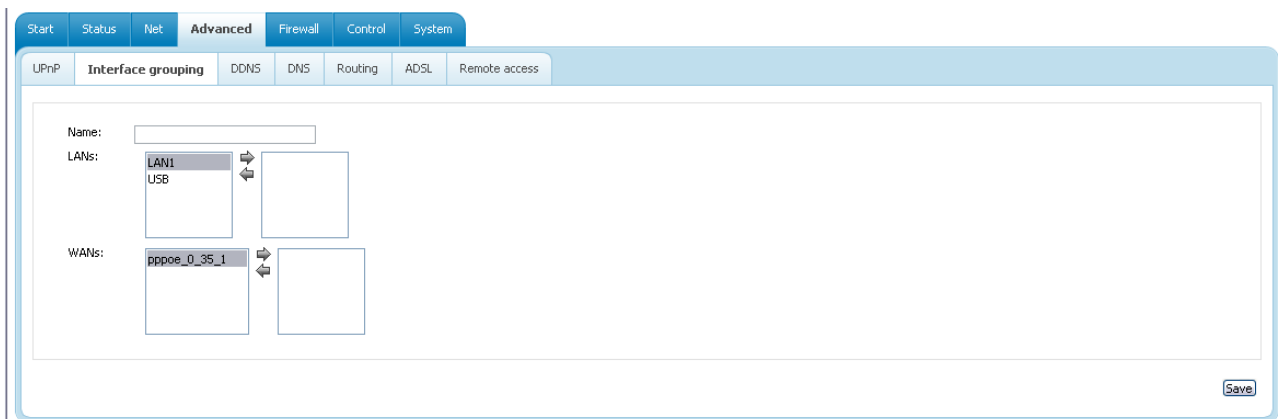 Start Status Net Advanced Firewall Control System
UPnP Interface grouping DDNS DNS Routing ADSL Remote access
Name:
LANs:
LAN1
USB
WANs:
pppoe_0_35_1
Save